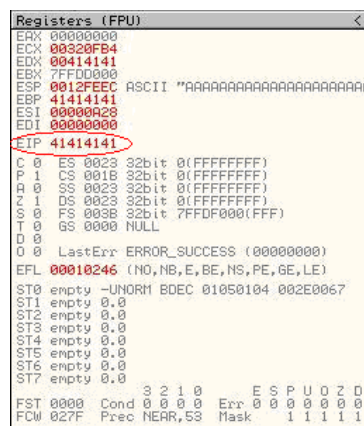 Registers (FPU) <
EAX 00000000
ECX 00320FB4
EDX 00414141
EBX 7FFDD000
ESP 0012FEEC ASCII "AAAAAAAAAAAAAAAAAAAAA
EBP 41414141
ESI 00000A28
EDI 00000000
EIP 41414141
C 0 ES 0023 32bit 0(FFFFFFFF)
P 1 CS 001B 32bit 0(FFFFFFFF)
A 0 SS 0023 32bit 0(FFFFFFFF)
Z 1 DS 0023 32bit 0(FFFFFFFF)
S 0 FS 003B 32bit 7FFDF000(FFF)
T 0 GS 0000 NULL
D 0
O 0 LastErr ERROR_SUCCESS (00000000)
EFL 00010246 (NO,NB,E,BE,NS,PE,GE,LE)
ST0 empty -UNORM BDEC 01050104 002E0067
ST1 empty 0.0
ST2 empty 0.0
ST3 empty 0.0
ST4 empty 0.0
ST5 empty 0.0
ST6 empty 0.0
ST7 empty 0.0
3 2 1 0 E S P U O Z D
FST 0000 Cond 0 0 0 0 Err 0 0 0 0 0 0 0
FCW 027F Prec NEAR,53 Mask 1 1 1 1 1